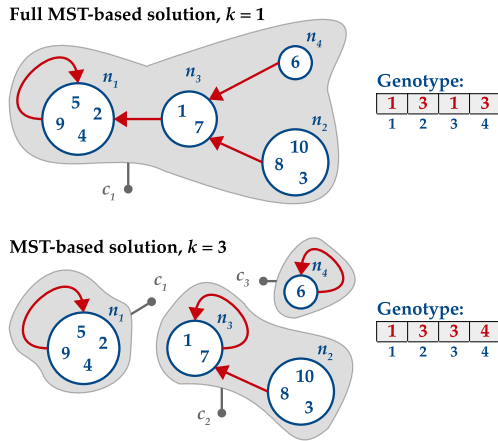 Full MST-based solution, k = 1
n4
n1
n3
6
Genotype:
5
2
1
1 3 1 3
9
7
n2
1 2 3 4
4
10
8
3
c1
MST-based solution, k = 3
c1
c3
n4
6
n1
n3
Genotype:
5
2
1
n2
1 3 3 4
9
7
1 2 3 4
4
10
8
3
c2